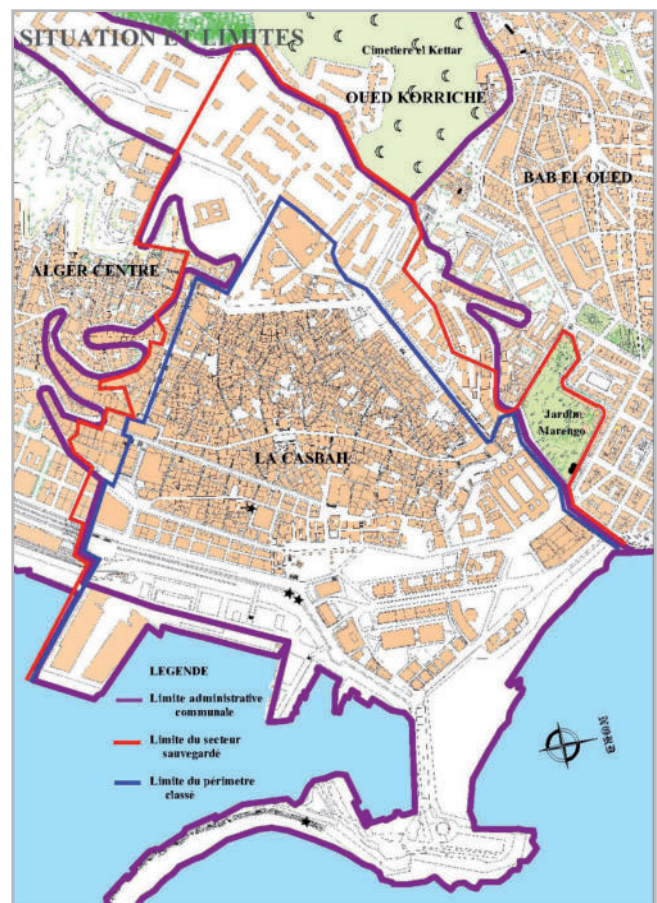 SITUATION ET LIMITES
Cimetiere el Kettar
OUED KORRICHE
BAB EL OUED
ALGER CENTRE
Jardin
Marengo
LA CASBAH
LEGENDE
Limite administrative
communale
Limite du secteur
sauvegardé
Limite du périmetre
classé
NORD